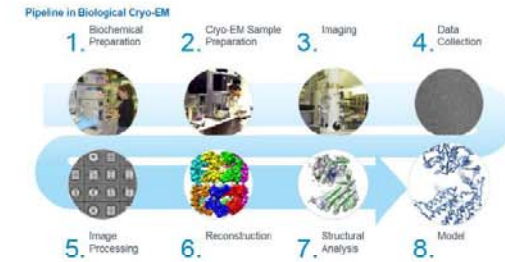 Pipeline in Biological Cryo-EM
1. Biochemical
Preparation
2. Cryo-EM Sample
Preparation
3. Imaging
4. Data
Collection
5. Image
Processing
6. Reconstruction
7. Structural
Analysis
8. Model